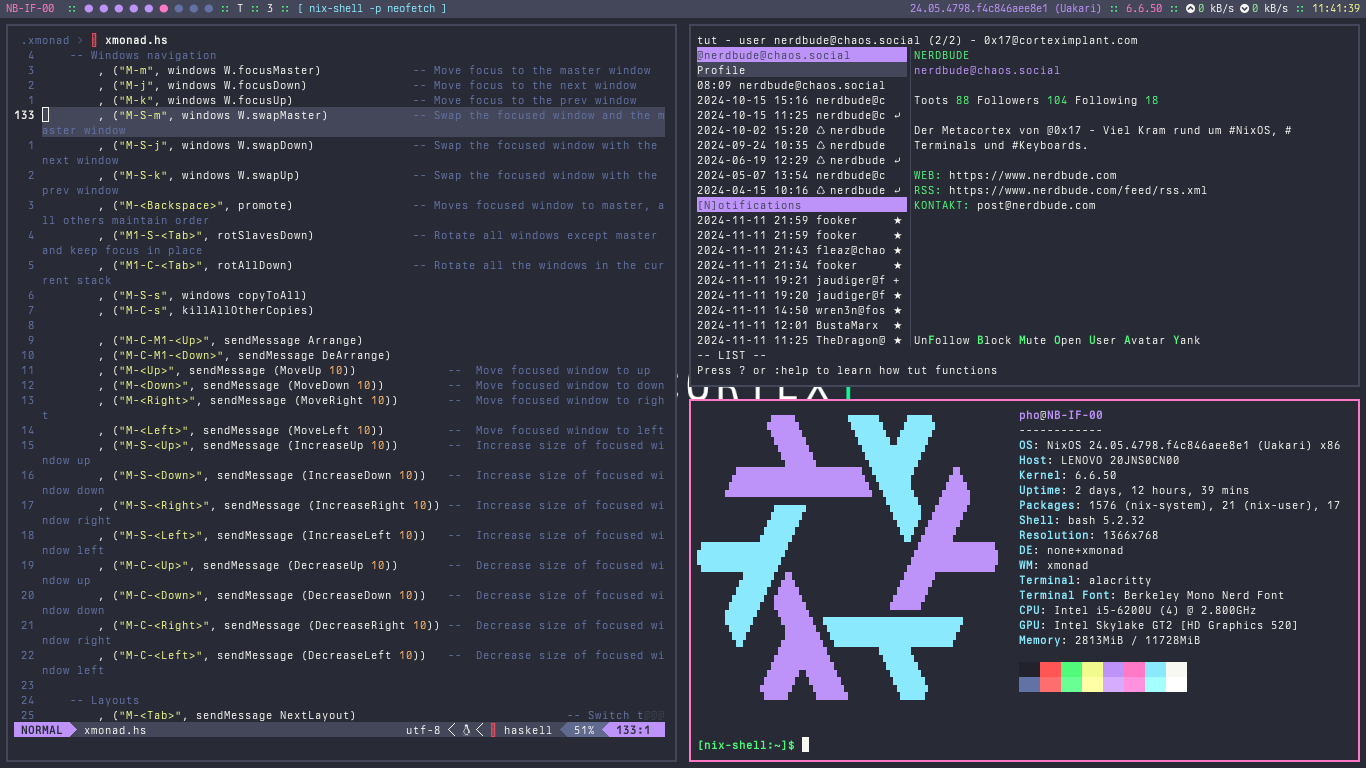 NB-IF-00 :: :: T :: 3 :: [ nix-shell -p neofetch ]
24.05.4798.f4c846aee8e1 (Uakari) :: 6.6.50 :: 0 kB/s 0 kB/s :: 11:41:39
.xmonad > xmonad.hs
4 -- Windows navigation
3 , ("M-m", windows W.focusMaster) -- Move focus to the master window
2 , ("M-j", windows W.focusDown) -- Move focus to the next window
1 , ("M-k", windows W.focusUp) -- Move focus to the prev window
133 , ("M-S-m", windows W.swapMaster) -- Swap the focused window and the m
aster window
1 , ("M-S-j", windows W.swapDown) -- Swap the focused window with the
next window
2 , ("M-S-k", windows W.swapUp) -- Swap focused window with the
prev window
3 , ("M-<Backspace>", promote) -- Moves focused window to master, a
ll others maintain order
4 , ("M1-S-<Tab>", rotSlavesDown) -- Rotate all windows except master
and keep focus in place
5 , ("M1-C-<Tab>", rotAllDown) -- Rotate all the windows in the cur
rent stack
6 , ("M-S-s", windows copyToAll)
7 , ("M-C-s", killAllOtherCopies)
8
9 , ("M-C-M1-<Up>", sendMessage Arrange)
10 , ("M-C-M1-<Down>", sendMessage DeArrange)
11 , ("M-<Up>", sendMessage (MoveUp 10)) -- Move focused window to up
12 , ("M-<Down>", sendMessage (MoveDown 10)) -- Move focused window to down
13 , ("M-<Right>", sendMessage (MoveRight 10)) -- Move focused window to righ
t
14 , ("M-<Left>", sendMessage (MoveLeft 10)) -- Move focused window to left
15 , ("M-S-<Up>", sendMessage (IncreaseUp 10)) -- Increase size of focused wi
ndow up
16 , ("M-S-<Down>", sendMessage (IncreaseDown 10)) -- Increase size of focused wi
ndow down
17 , ("M-S-<Right>", sendMessage (IncreaseRight 10)) -- Increase size of focused wi
ndow right
18 , ("M-S-<Left>", sendMessage (IncreaseLeft 10)) -- Increase size of focused wi
ndow left
19 , ("M-C-<Up>", sendMessage (DecreaseUp 10)) -- Decrease size of focused wi
ndow up
20 , ("M-C-<Down>", sendMessage (DecreaseDown 10)) -- Decrease size of focused wi
ndow down
21 , ("M-C-<Right>", sendMessage (DecreaseRight 10)) -- Decrease size of focused wi
ndow right
22 , ("M-C-<Left>", sendMessage (DecreaseLeft 10)) -- Decrease size of focused wi
ndow left
23
24 -- Layouts
25 , ("M-<Tab>", sendMessage NextLayout) -- Switch t@@@
NORMAL xmonad.hs utf-8 < < haskell 51% 133:1
tut - user nerdbude@chaos.social (2/2) - 0x17@corteximplant.com
@nerdbude@chaos.social
Profile
08:09 nerdbude@chaos.social
2024-10-15 15:16 nerdbude@c
2024-10-15 11:25 nerdbude@c ⤶
2024-10-02 15:20 ♺ nerdbude
2024-09-24 10:35 ♺ nerdbude
2024-06-19 12:29 ♺ nerdbude ⤶
2024-05-07 13:54 nerdbude@c
2024-04-15 10:16 ♺ nerdbude ⤶
[N]otifications
2024-11-11 21:59 fooker ★
2024-11-11 21:59 fooker ★
2024-11-11 21:43 fleaz@chao ★
2024-11-11 21:34 fooker ★
2024-11-11 19:21 jaudiger@f +
2024-11-11 19:20 jaudiger@f ★
2024-11-11 14:50 wren3n@fos ★
2024-11-11 12:01 BustaMarx ★
2024-11-11 11:25 TheDragon@ ★
NERDBUDE
nerdbude@chaos.social
Toots 88 Followers 104 Following 18
Der Metacortex von @0x17 - Viel Kram rund um #NixOS, #
Terminals und #Keyboards.
WEB: https://www.nerdbude.com
RSS: https://www.nerdbude.com/feed/rss.xml
KONTAKT: post@nerdbude.com
UnFollow Block Mute Open User Avatar Yank
-- LIST --
Press ? or :help to learn how tut functions
CORTEX
pho@NB-IF-00
------------
OS: NixOS 24.05.4798.f4c846aee8e1 (Uakari) x86
Host: LENOVO 20JNS0CN00
Kernel: 6.6.50
Uptime: 2 days, 12 hours, 39 mins
Packages: 1576 (nix-system), 21 (nix-user), 17
Shell: bash 5.2.32
Resolution: 1366x768
DE: none+xmonad
WM: xmonad
Terminal: alacritty
Terminal Font: Berkeley Mono Nerd Font
CPU: Intel i5-6200U (4) @ 2.800GHz
GPU: Intel Skylake GT2 [HD Graphics 520]
Memory: 2813MiB / 11728MiB
[nix-shell:~]$